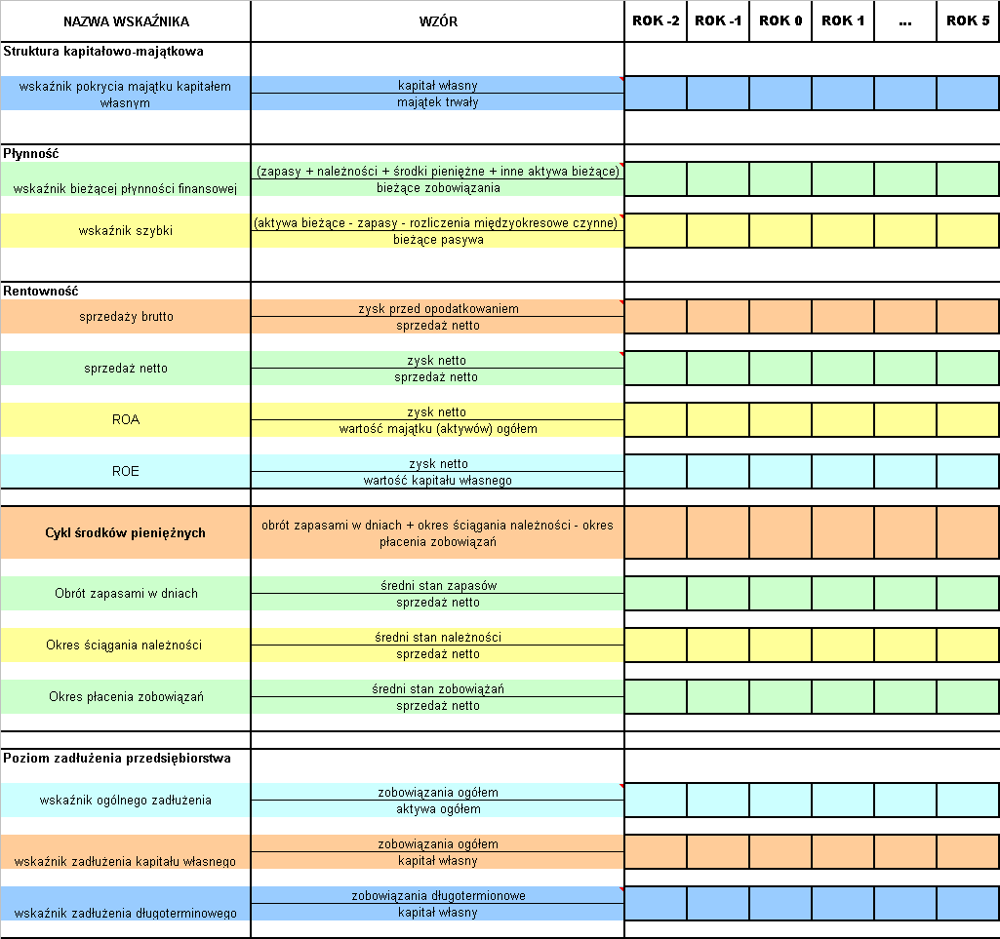 NAZWA WSKAŹNIKA WZÓR ROK -2 ROK -1 ROK 0 ROK 1 ... ROK 5
Struktura kapitałowo-majątkowa
wskaźnik pokrycia majątku kapitałem
własnym
kapitał własny
majątek trwały
Płynność
wskaźnik bieżącej płynności finansowej
(zapasy + należności + środki pieniężne + inne aktywa bieżące)
bieżące zobowiązania
wskaźnik szybki
(aktywa bieżące - zapasy - rozliczenia międzyokresowe czynne)
bieżące pasywa
Rentowność
sprzedaży brutto
zysk przed opodatkowaniem
sprzedaż netto
sprzedaż netto
zysk netto
sprzedaż netto
ROA
zysk netto
wartość majątku (aktywów) ogółem
ROE
zysk netto
wartość kapitału własnego
Cykl środków pieniężnych
obrót zapasami w dniach + okres ściągania należności - okres
płacenia zobowiązań
Obrót zapasami w dniach
średni stan zapasów
sprzedaż netto
Okres ściągania należności
średni stan należności
sprzedaż netto
Okres płacenia zobowiązań
średni stan zobowiązań
sprzedaż netto
Poziom zadłużenia przedsiębiorstwa
wskaźnik ogólnego zadłużenia
zobowiązania ogółem
aktywa ogółem
wskaźnik zadłużenia kapitału własnego
zobowiązania ogółem
kapitał własny
wskaźnik zadłużenia długoterminowego
zobowiązania długotermionowe
kapitał własny